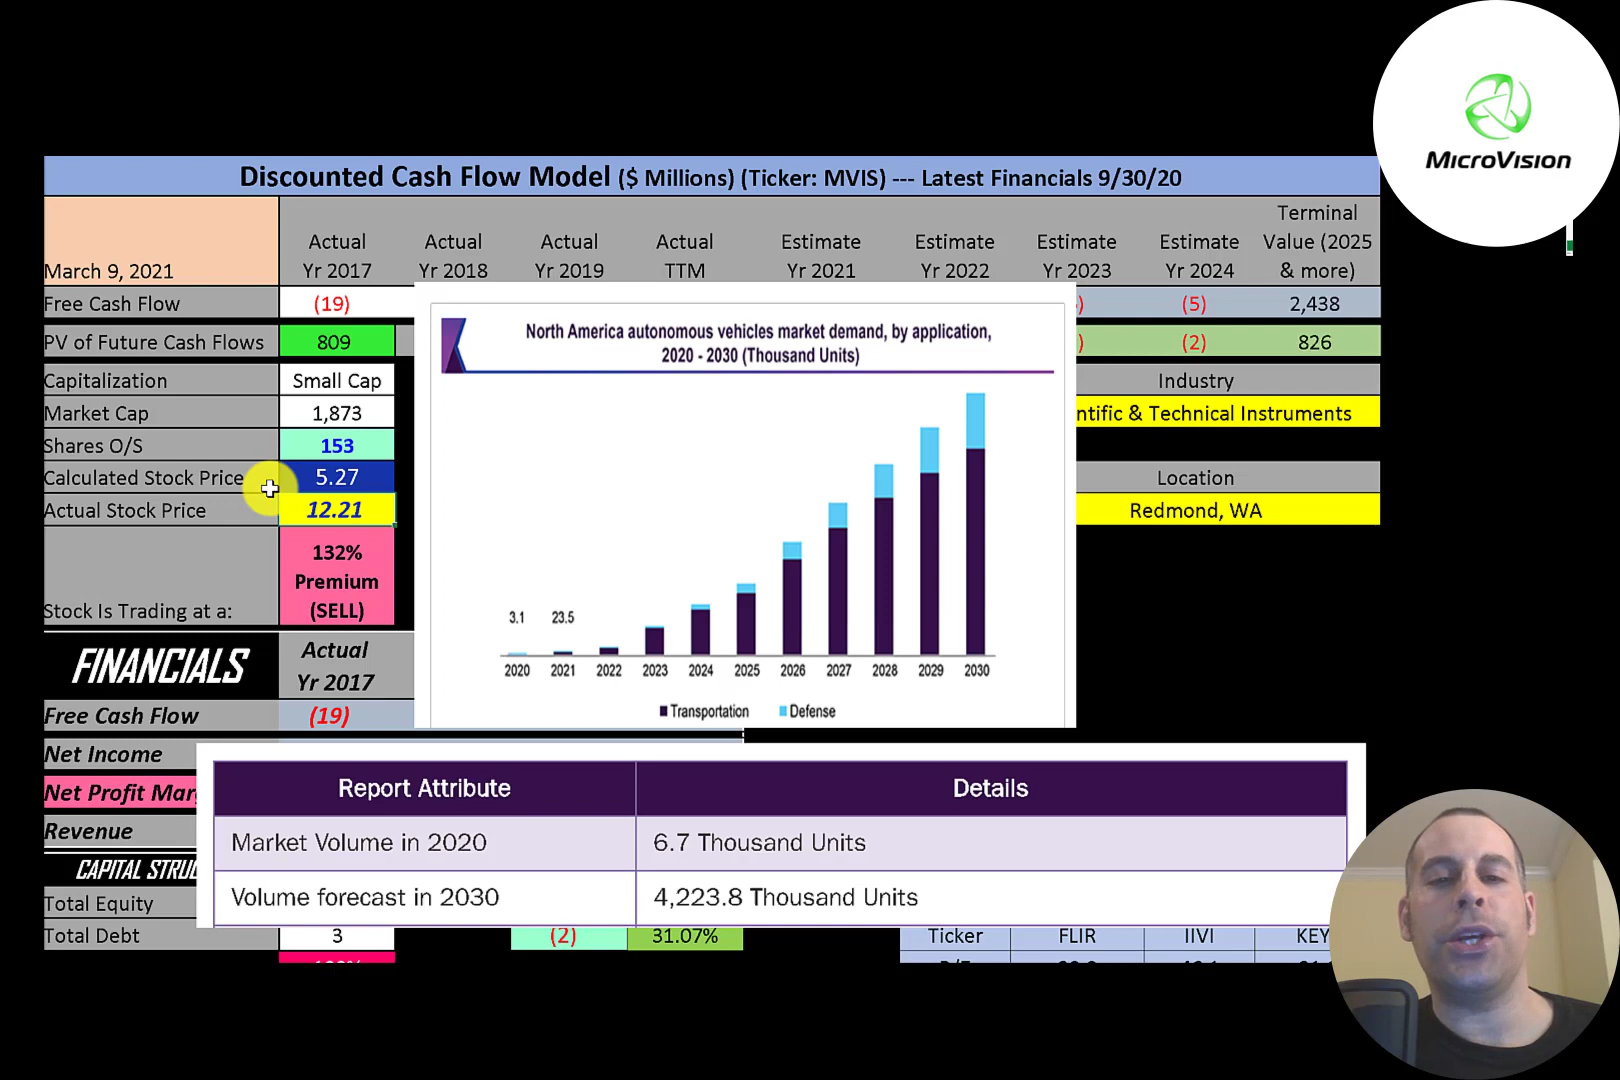 MICROVISION
Discounted Cash Flow Model ($ Millions) (Ticker: MVIS) --- Latest Financials 9/30/20
March 9, 2021
Actual Yr 2017
Actual Yr 2018
Actual Yr 2019
Actual TTM
Estimate Yr 2021
Estimate Yr 2022
Estimate Yr 2023
Estimate Yr 2024
Terminal Value (2025 & more)
Free Cash Flow (19) ) (5) 2,438
PV of Future Cash Flows 809 ) (2) 826
Capitalization Small Cap Industry
Market Cap 1,873 ntific & Technical Instruments
Shares O/S 153
Calculated Stock Price 5.27 Location
Actual Stock Price 12.21 Redmond, WA
Stock Is Trading at a: 132% Premium (SELL)
North America autonomous vehicles market demand, by application,
2020 - 2030 (Thousand Units)
3.1 23.5
2020 2021 2022 2023 2024 2025 2026 2027 2028 2029 2030
Transportation Defense
FINANCIALS Actual Yr 2017
Free Cash Flow (19)
Net Income
Net Profit Mar
Revenue
CAPITAL STRUC
Total Equity
Total Debt 3 (2) 31.07% Ticker FLIR IIVI KEY
Report Attribute Details
Market Volume in 2020 6.7 Thousand Units
Volume forecast in 2030 4,223.8 Thousand Units